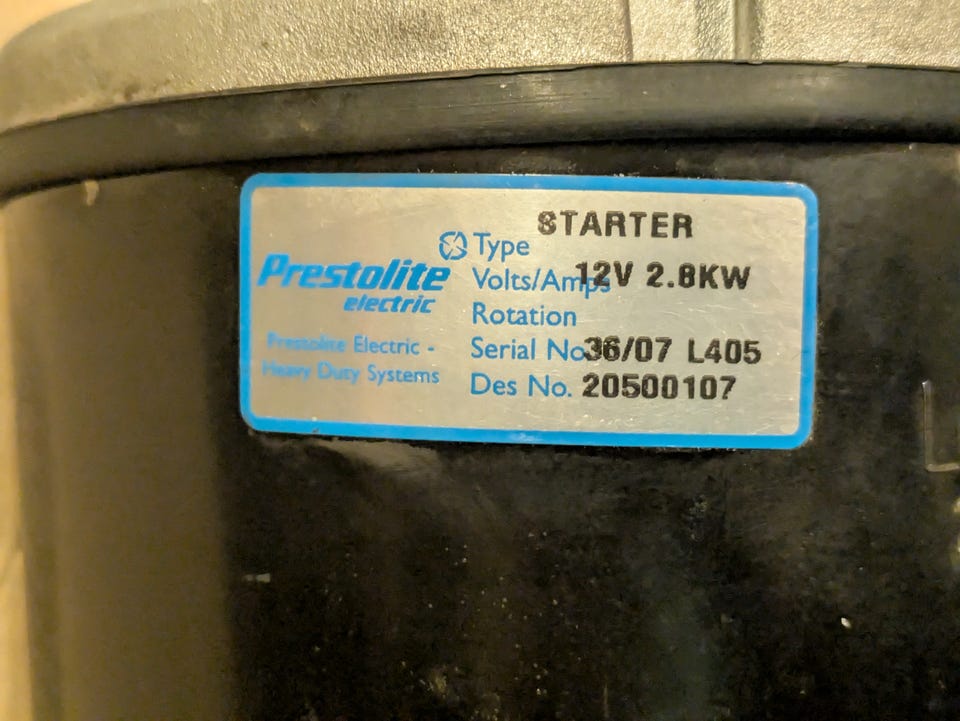 STARTER
Type
Prestolite
electric
Volts/Amps 12V 2.8KW
Rotation
Prestolite Electric -
Heavy Duty Systems
Serial No. 36/07 L405
Des No. 20500107